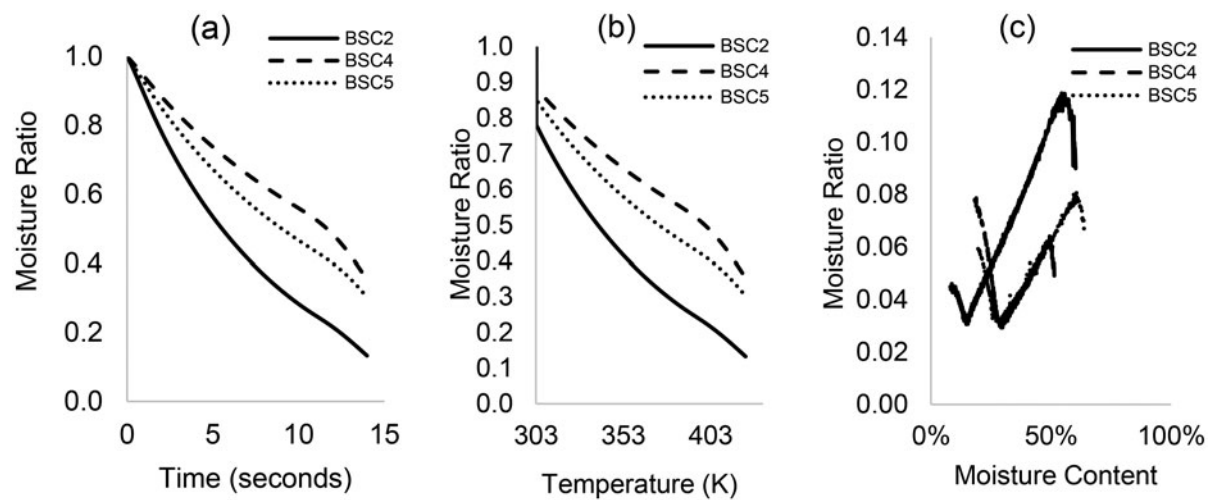 (a)
BSC2
BSC4
BSC5
Moisture Ratio
1.0
0.8
0.6
0.4
0.2
0.0
0 5 10 15
Time (seconds)
(b)
BSC2
BSC4
BSC5
Moisture Ratio
1.0
0.9
0.8
0.7
0.6
0.5
0.4
0.3
0.2
0.1
0.0
303 353 403
Temperature (K)
(c)
BSC2
BSC4
BSC5
Moisture Ratio
0.14
0.12
0.10
0.08
0.06
0.04
0.02
0.00
0% 50% 100%
Moisture Content